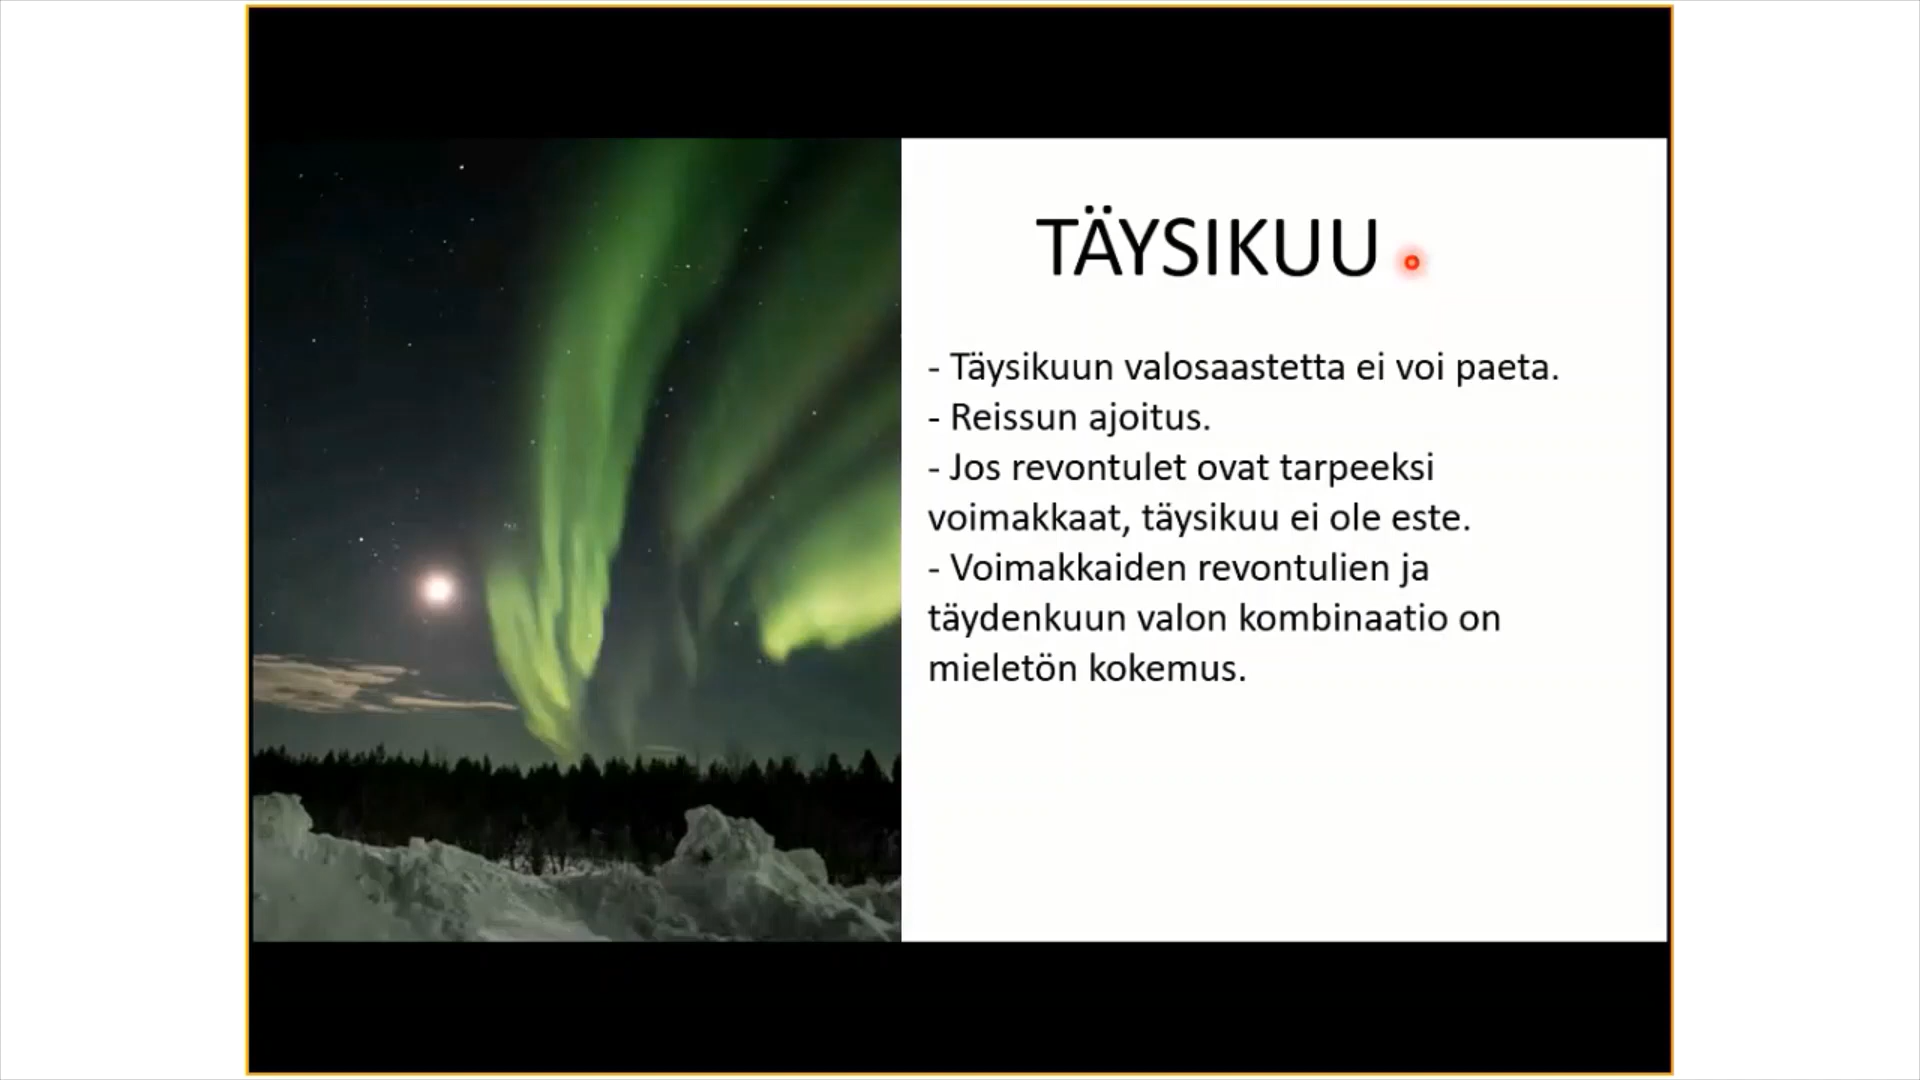 TÄYSIKUU
- Täysikuun valosaastetta ei voi paeta.
- Reissun ajoitus.
- Jos revontulet ovat tarpeeksi
voimakkaat, täysikuu ei ole este.
- Voimakkaiden revontulien ja
täydenkuun valon kombinaatio on
mieletön kokemus.